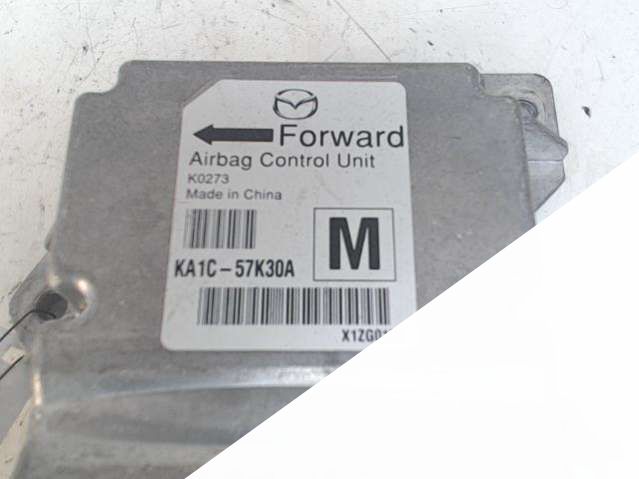 Forward
Airbag Control Unit
K0273
Made in China
M
KA1C-57K30A